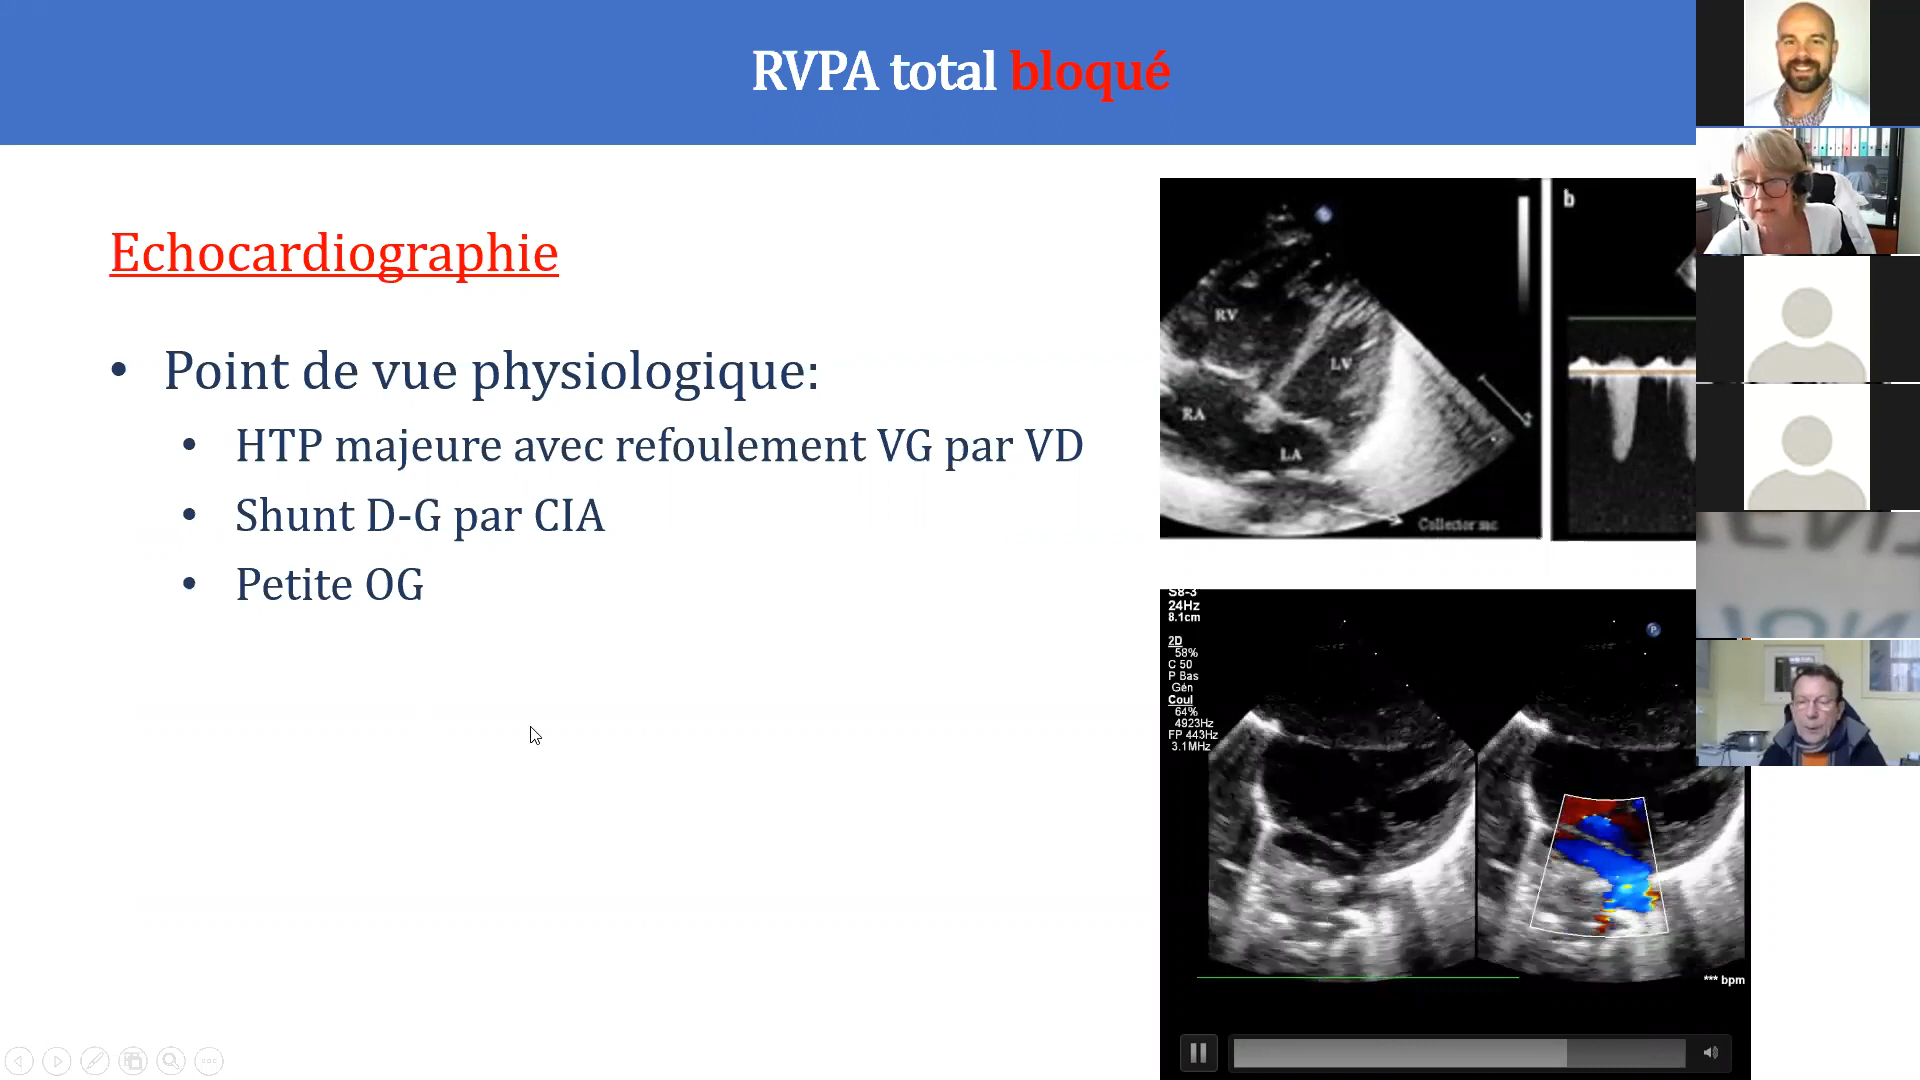 RVPA total bloqué
Echocardiographie
• Point de vue physiologique:
• HTP majeure avec refoulement VG par VD
• Shunt D-G par CIA
• Petite OG
RV
LV
RA
LA
b
S8-3
24Hz
8.1cm
2D
58%
C 50
P Bas
Gén
Coul
64%
4923Hz
FP 443Hz
3.1MHz
P
*** bpm